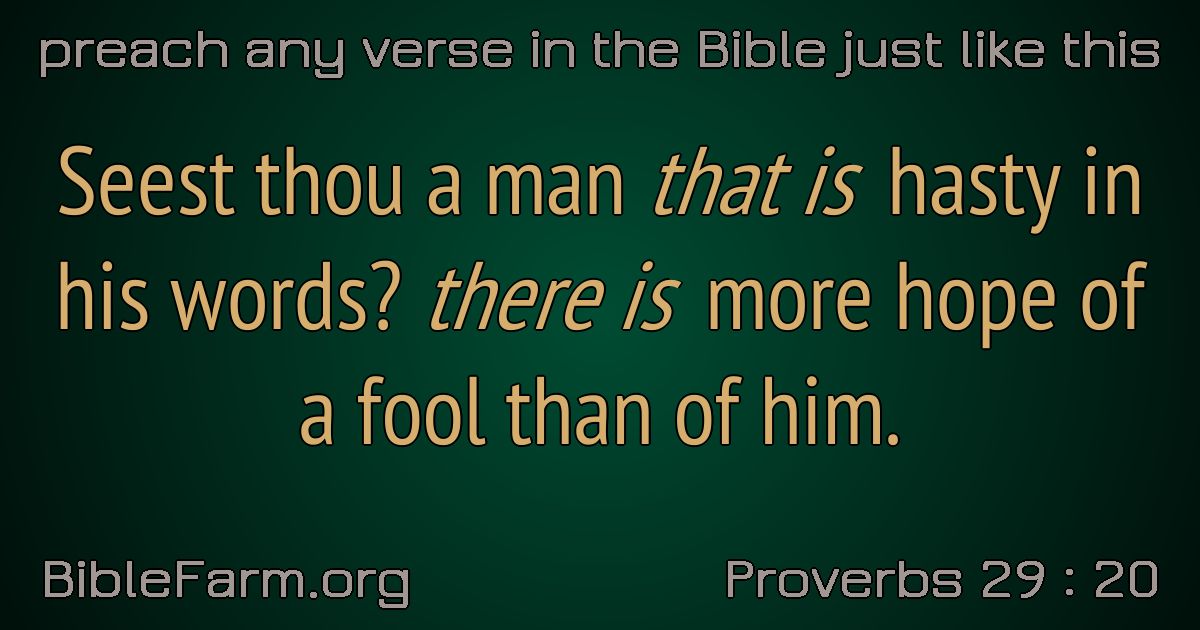 preach any verse in the Bible just like this
Seest thou a man that is hasty in
his words? there is more hope of
a fool than of him.
BibleFarm.org
Proverbs 29 : 20